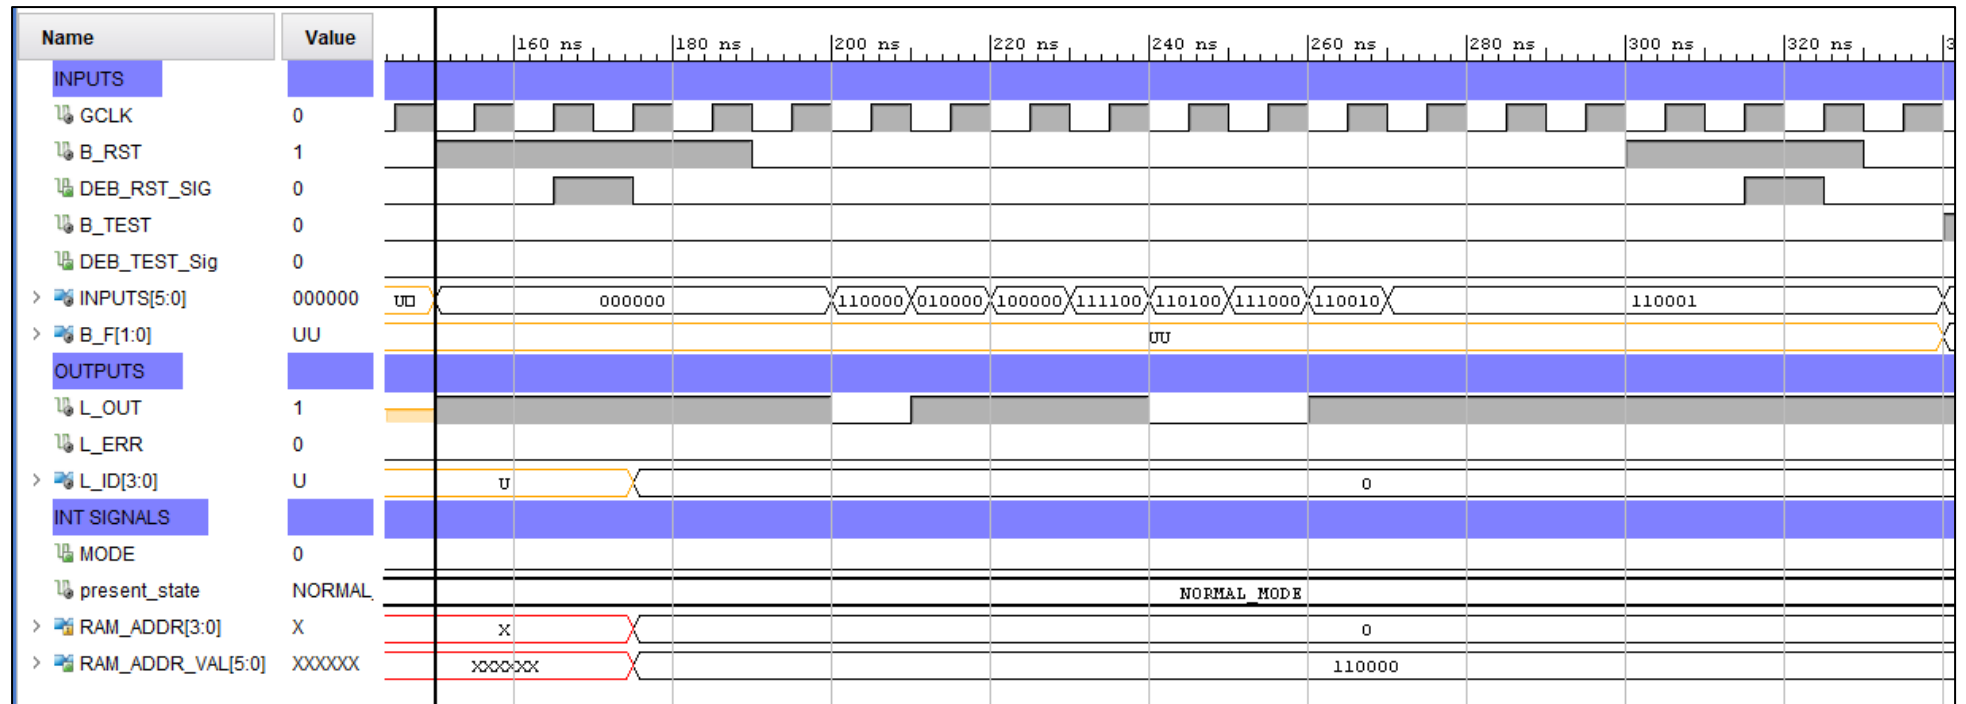 Name Value 160 ns 180 ns 200 ns 220 ns 240 ns 260 ns 280 ns 300 ns 320 ns 3
INPUTS
GCLK 0
B_RST 1
DEB_RST_SIG 0
B_TEST 0
DEB_TEST_Sig 0
INPUTS[5:0] 000000 U 000000 110000 010000 100000 111100 110100 111000 110010 110001
B_F[1:0] UU UU
OUTPUTS
L_OUT 1
L_ERR 0
L_ID[3:0] U U 0
INT SIGNALS
MODE 0
present_state NORMAL_ NORMAL_MODE
RAM_ADDR[3:0] X X 0
RAM_ADDR_VAL[5:0] XXXXXX XXXXXX 110000